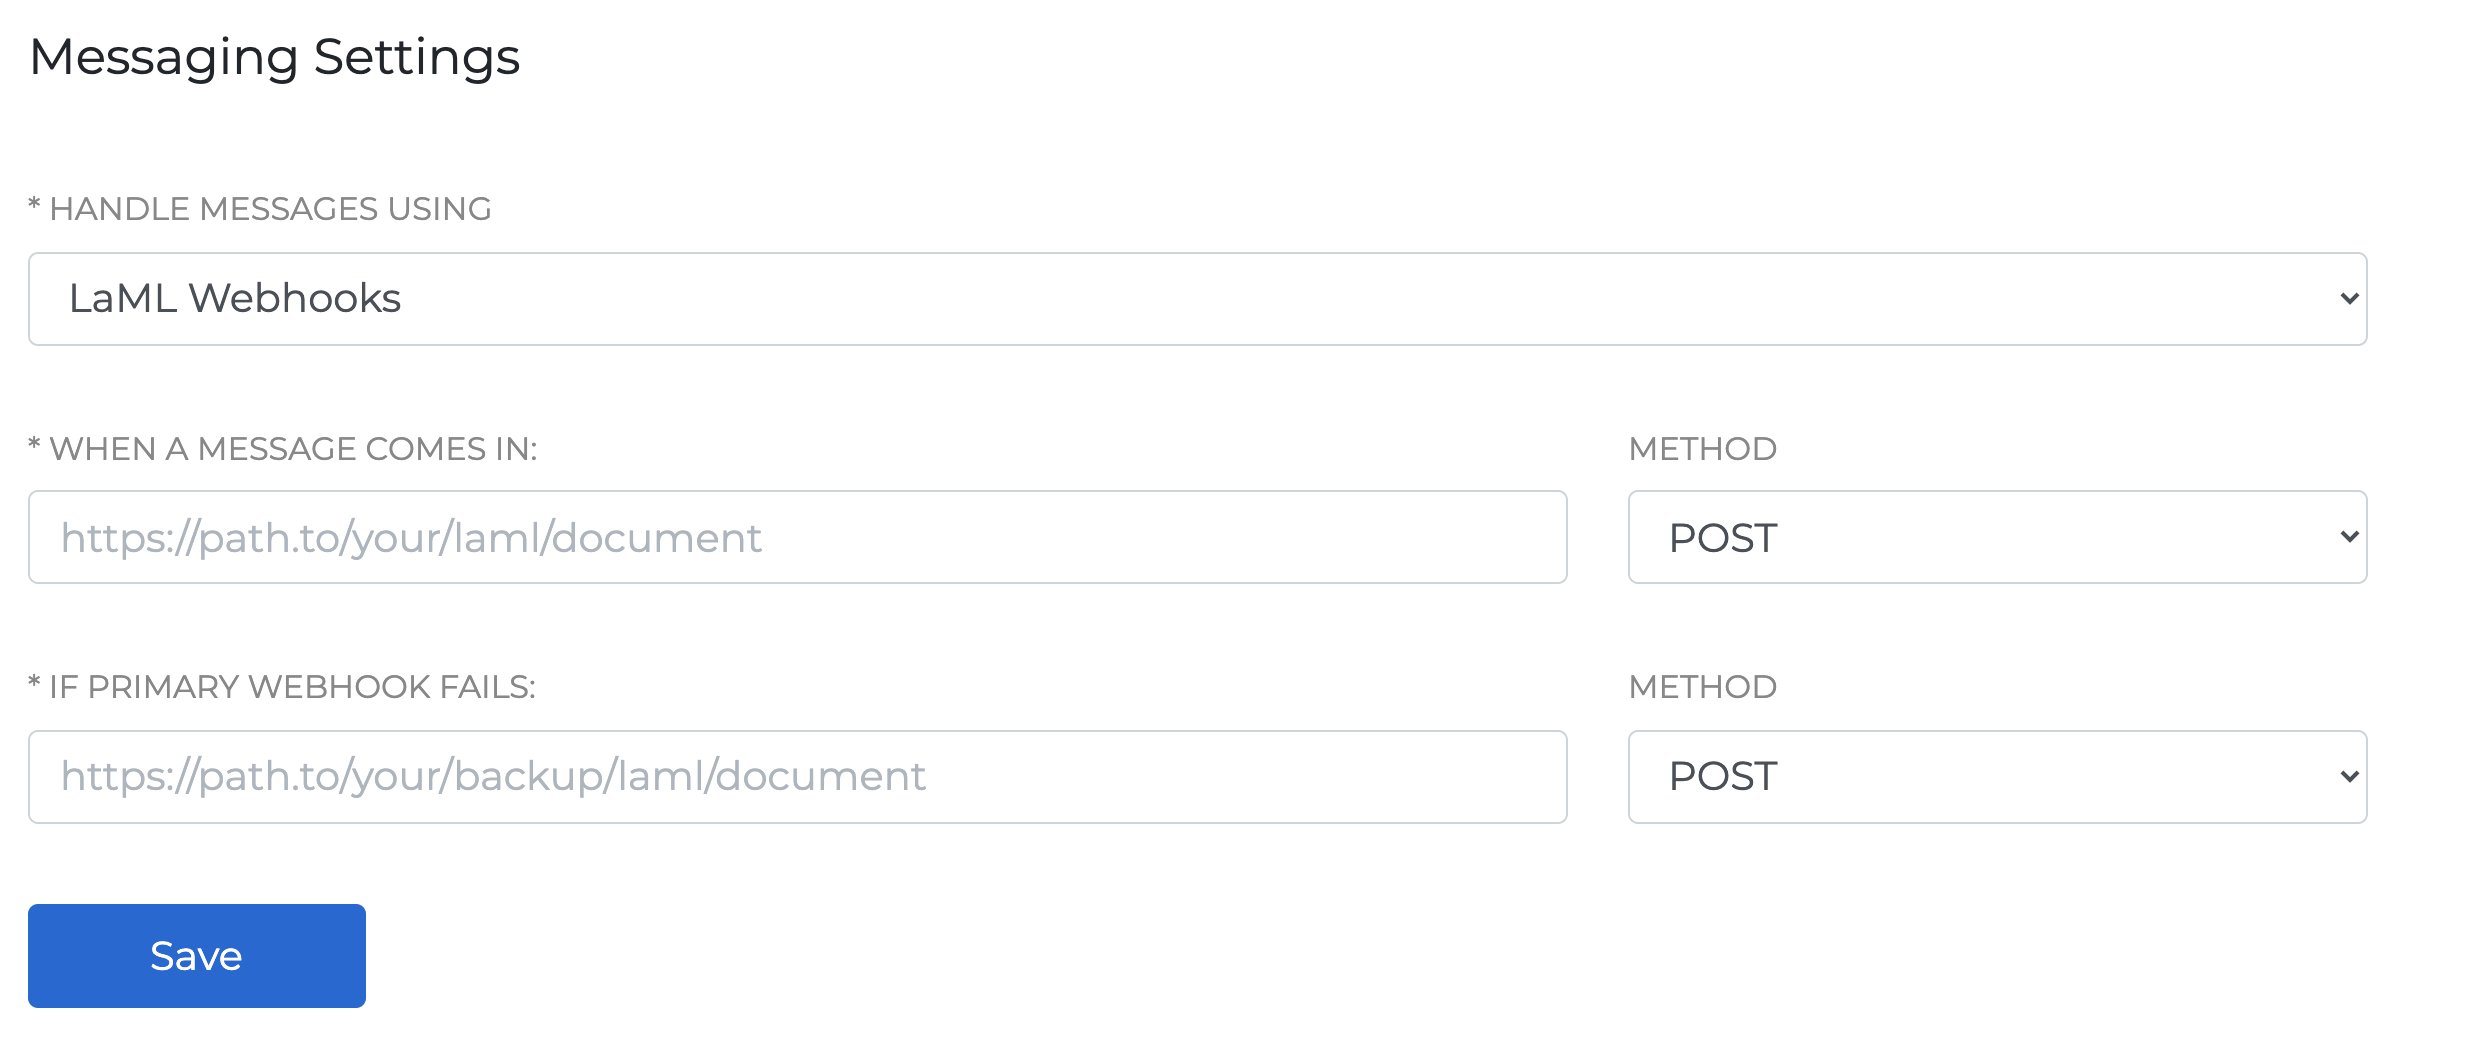 Messaging Settings
* HANDLE MESSAGES USING
LaML Webhooks
* WHEN A MESSAGE COMES IN:
METHOD
https://path.to/your/laml/document
POST
* IF PRIMARY WEBHOOK FAILS:
METHOD
https://path.to/your/backup/laml/document
POST
Save